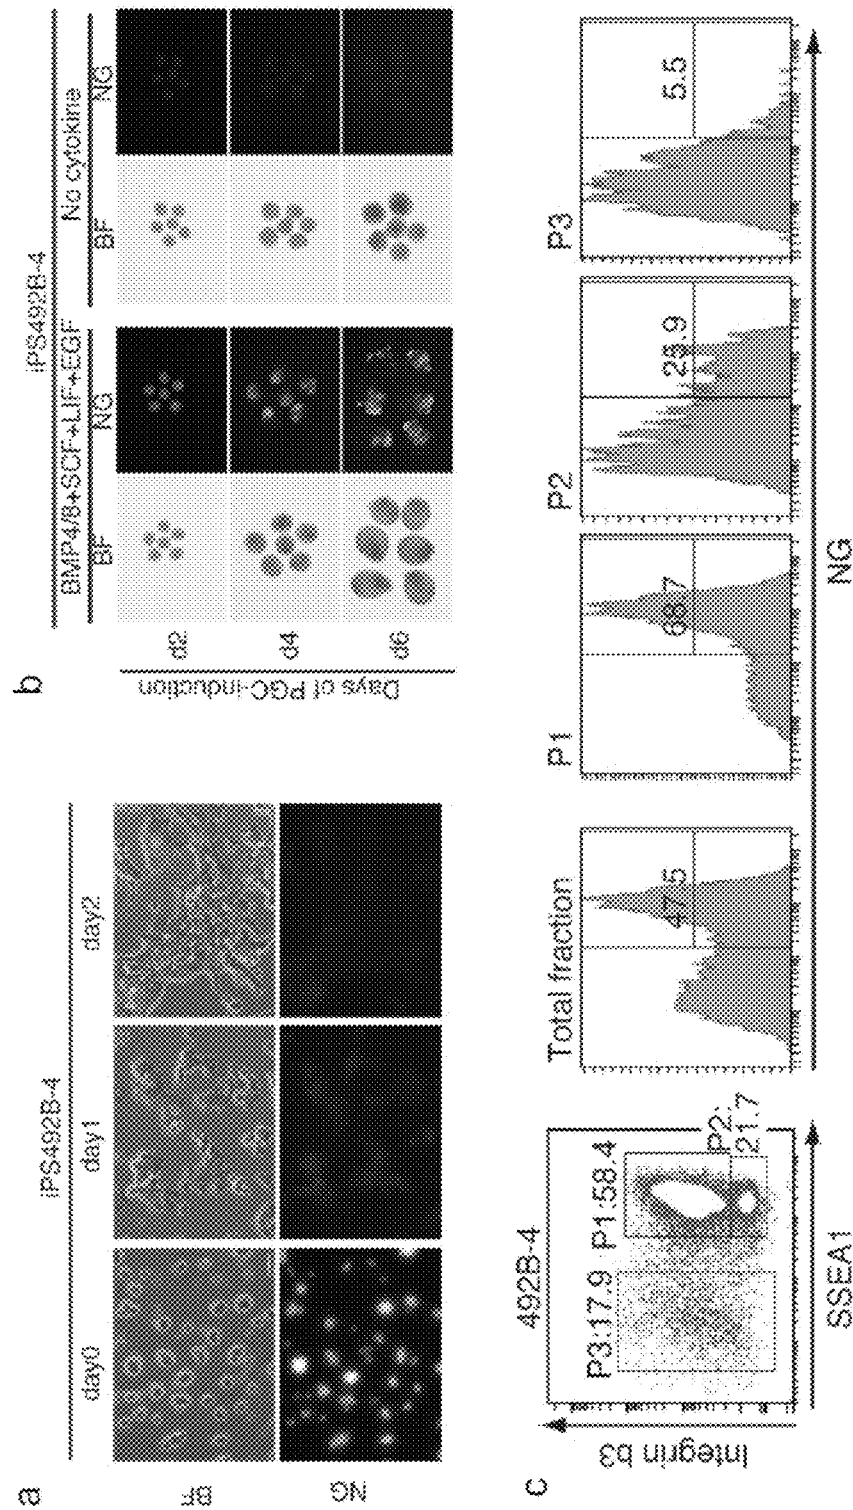 a
iPS492B-4
day0 day1 day2
BF
NG
b
iPS492B-4
BMP4/8+SCF+LIF+EGF No cytokine
BF NG BF NG
d2
d4
d6
Days of PGC-induction
c
492B-4
P3:17.9 P1:58.4
P2:
21.7
Integrin b3
SSEA1
Total fraction P1 P2 P3
47.5 68.7 5.5
NG